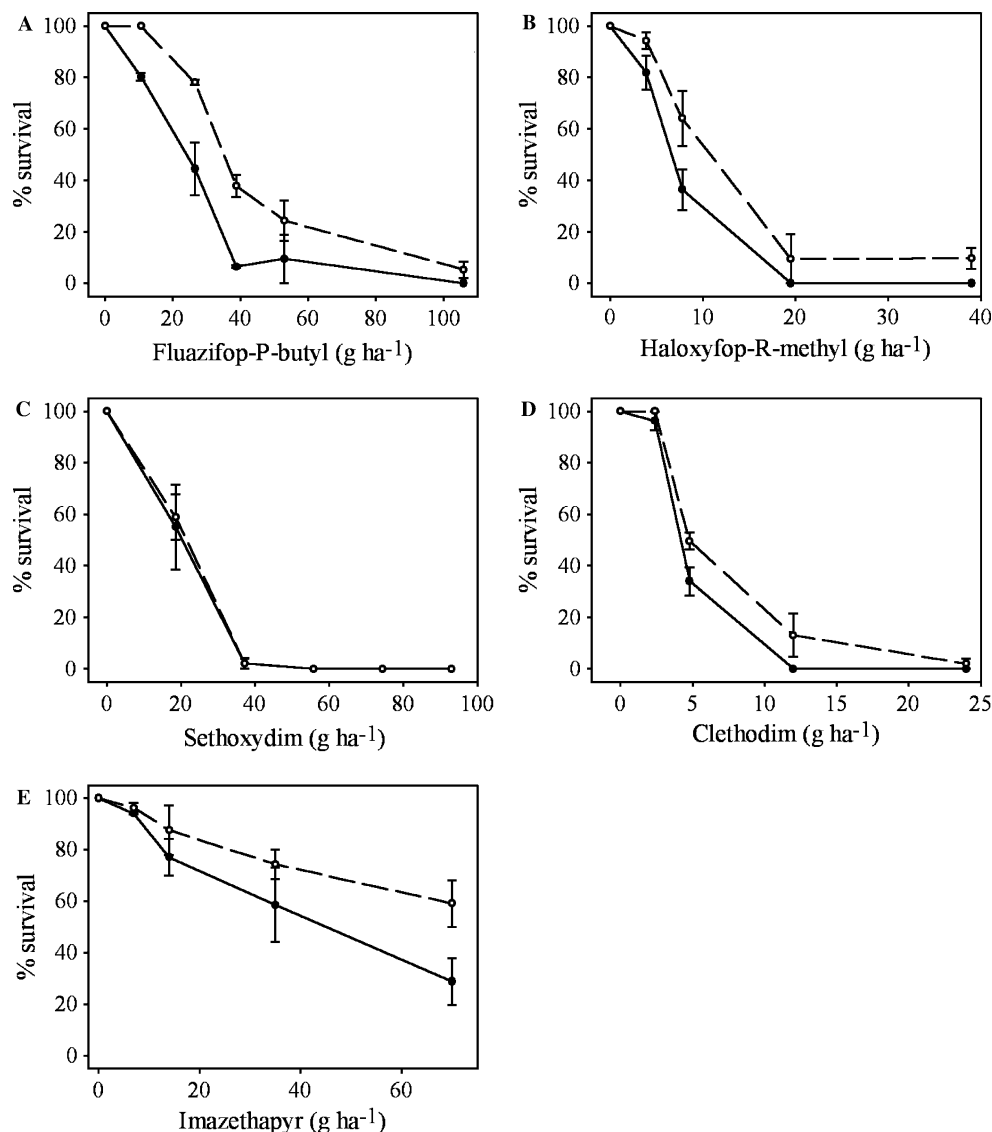 A
B
100
80
60
40
20
0
% survival
0 20 40 60 80 100
Fluazifop-P-butyl (g ha-1)
100
80
60
40
20
0
% survival
0 10 20 30 40
Haloxyfop-R-methyl (g ha-1)
C
D
100
80
60
40
20
0
% survival
0 20 40 60 80 100
Sethoxydim (g ha-1)
100
80
60
40
20
0
% survival
0 5 10 15 20 25
Clethodim (g ha-1)
E
100
80
60
40
20
0
% survival
0 20 40 60
Imazethapyr (g ha-1)